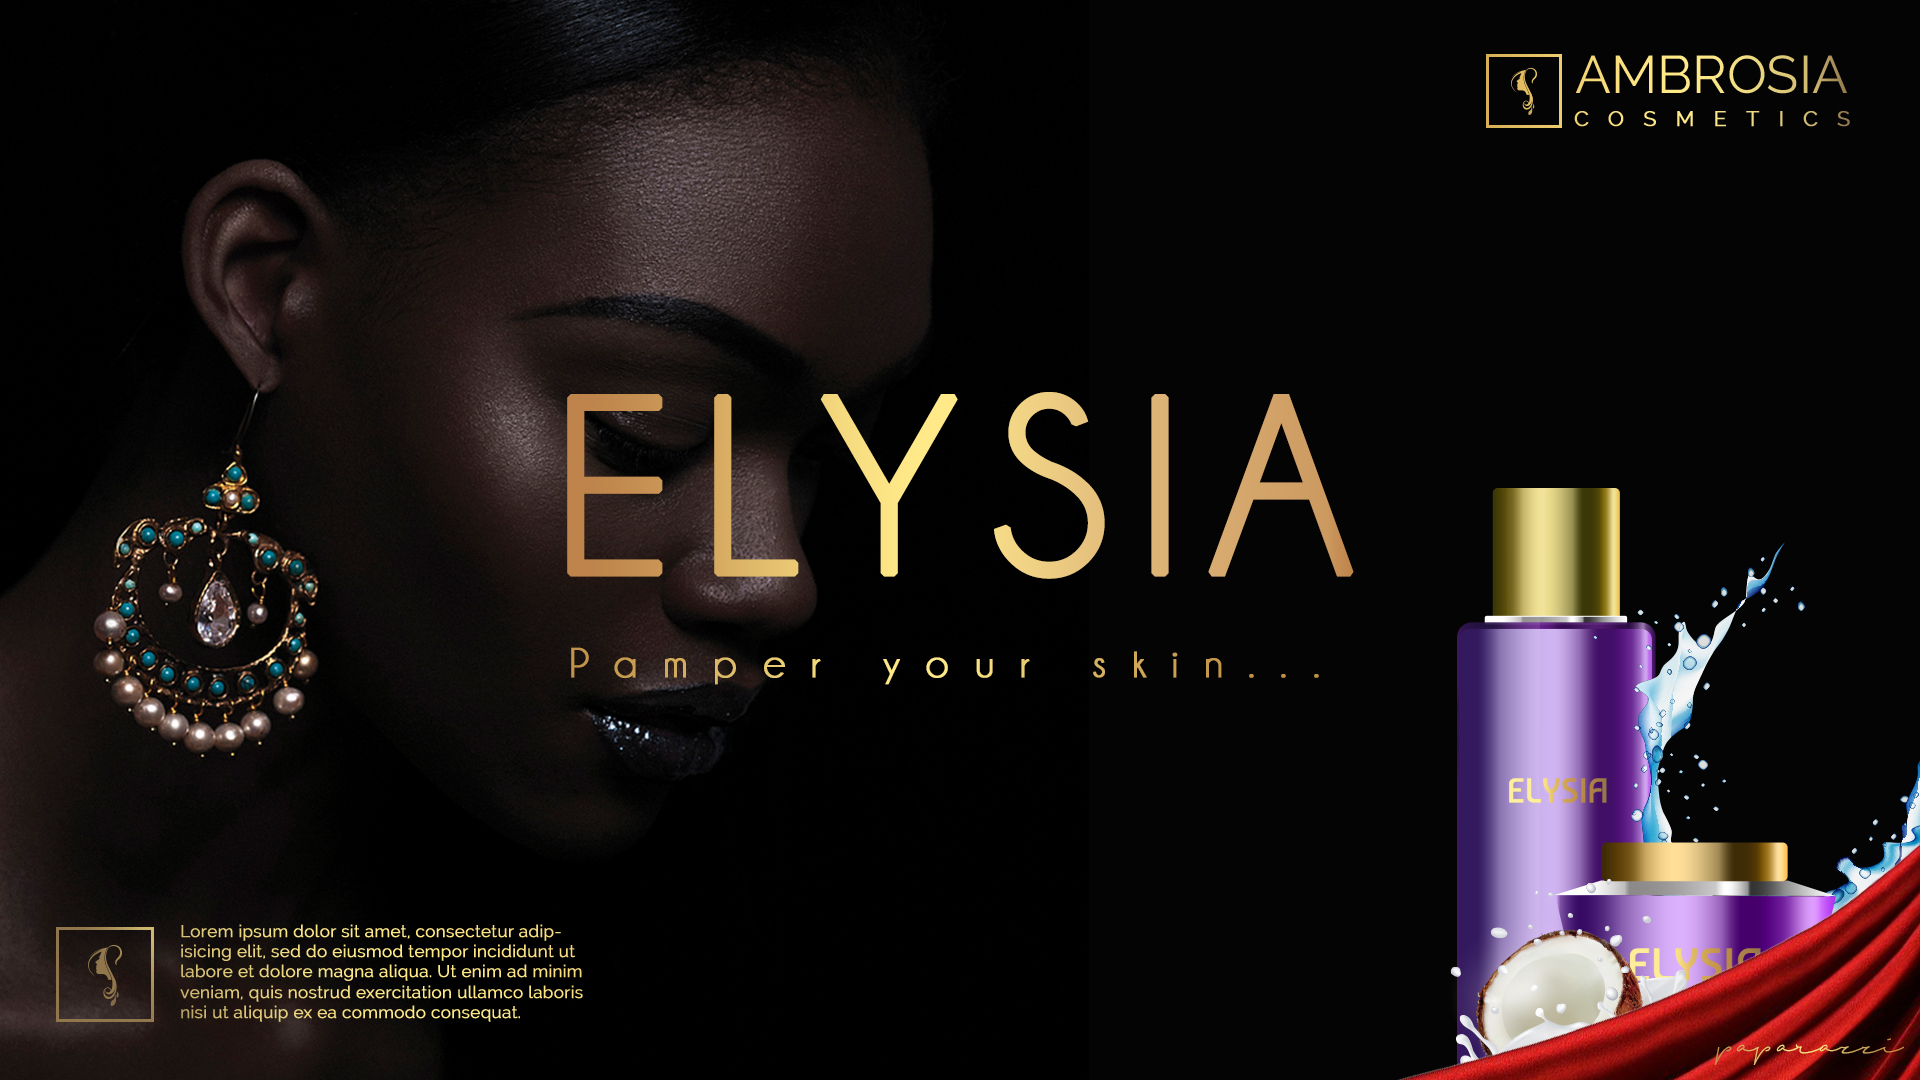 AMBROSIA
COSMETICS
ELYSIA
Pamper your skin...
ELYSIA
ELYSIA
Lorem ipsum dolor sit amet, consectetur adip-
isicing elit, sed do eiusmod tempor incididunt ut
labore et dolore magna aliqua. Ut enim ad minim
veniam, quis nostrud exercitation ullamco laboris
nisi ut aliquip ex ea commodo consequat.
paparazzi